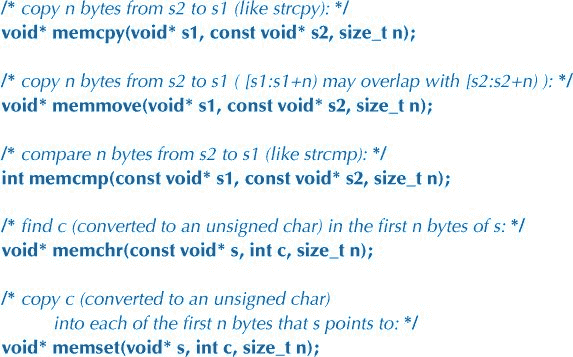 /* copy n bytes from s2 to s1 (like strcpy): */
void* memcpy(void* s1, const void* s2, size_t n);
/* copy n bytes from s2 to s1 ( [s1:s1+n) may overlap with [s2:s2+n) ): */
void* memmove(void* s1, const void* s2, size_t n);
/* compare n bytes from s2 to s1 (like strcmp): */
int memcmp(const void* s1, const void* s2, size_t n);
/* find c (converted to an unsigned char) in the first n bytes of s: */
void* memchr(const void* s, int c, size_t n);
/* copy c (converted to an unsigned char)
into each of the first n bytes that s points to: */
void* memset(void* s, int c, size_t n);